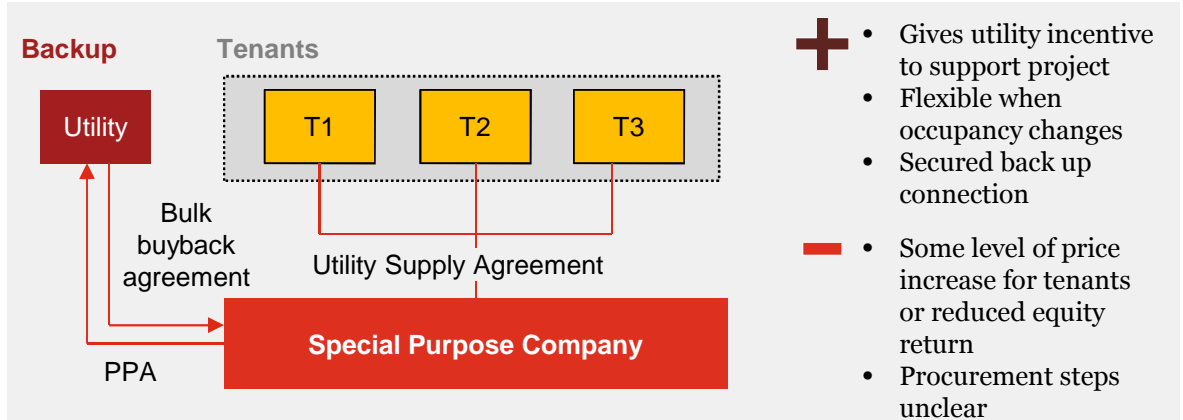 Backup
Tenants
Utility
T1
T2
T3
Bulk
buyback
agreement
Utility Supply Agreement
Special Purpose Company
PPA
+
• Gives utility incentive
to support project
• Flexible when
occupancy changes
• Secured back up
connection
−
• Some level of price
increase for tenants
or reduced equity
return
• Procurement steps
unclear